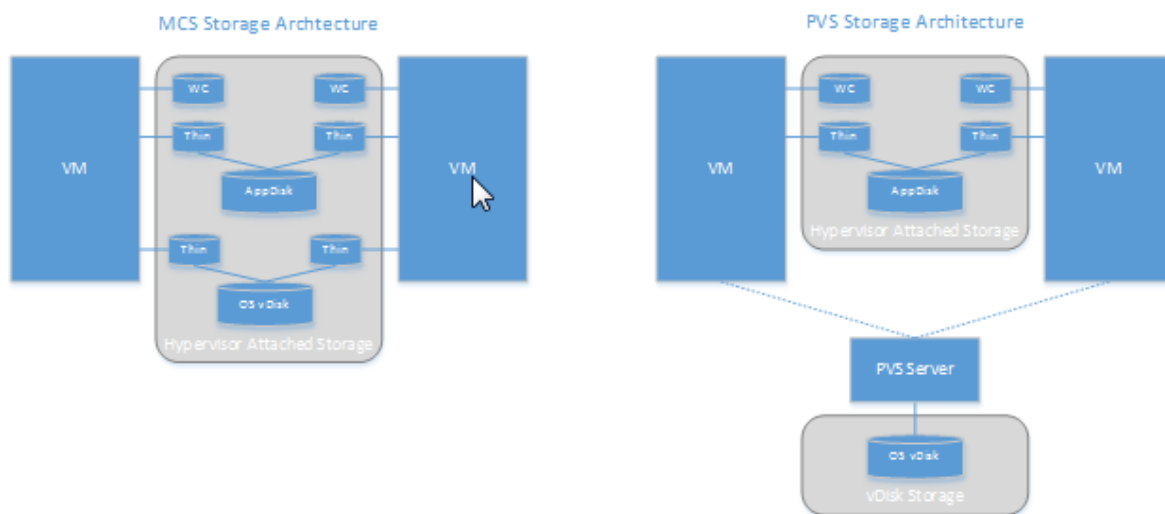 MCS Storage Archtecture
WC
WC
Thin
Thin
VM
VM
AppDisk
Thin
Thin
OS vDisk
Hypervisor Attached Storage
PVS Storage Architecture
WC
WC
Thin
Thin
VM
VM
AppDisk
Hypervisor Attached Storage
PVS Server
OS vDisk
vDisk Storage